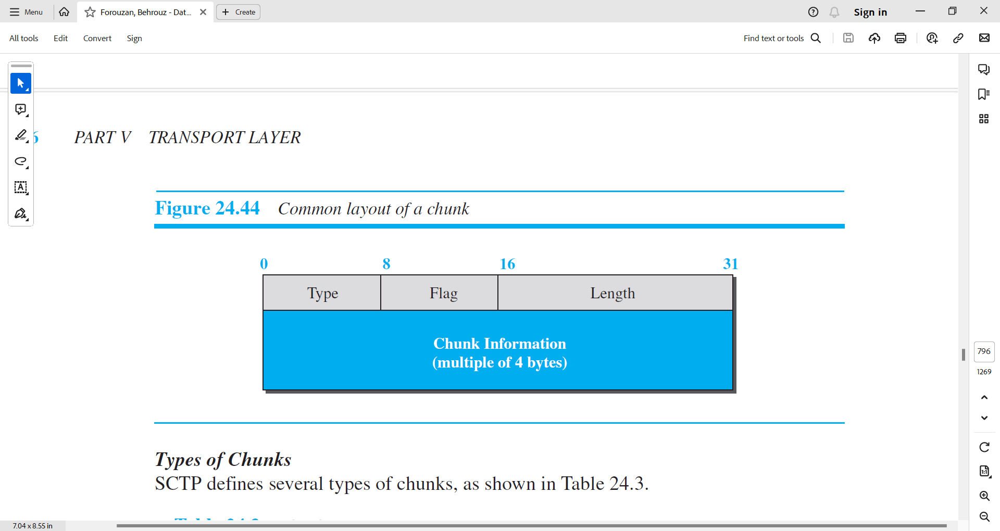 Menu
Forouzan, Behrouz - Dat...
Create
Sign in
All tools
Edit
Convert
Sign
Find text or tools
6 PART V TRANSPORT LAYER
Figure 24.44 Common layout of a chunk
0 8 16 31
Type Flag Length
Chunk Information
(multiple of 4 bytes)
Types of Chunks
SCTP defines several types of chunks, as shown in Table 24.3.
796
1269
7.04 x 8.55 in